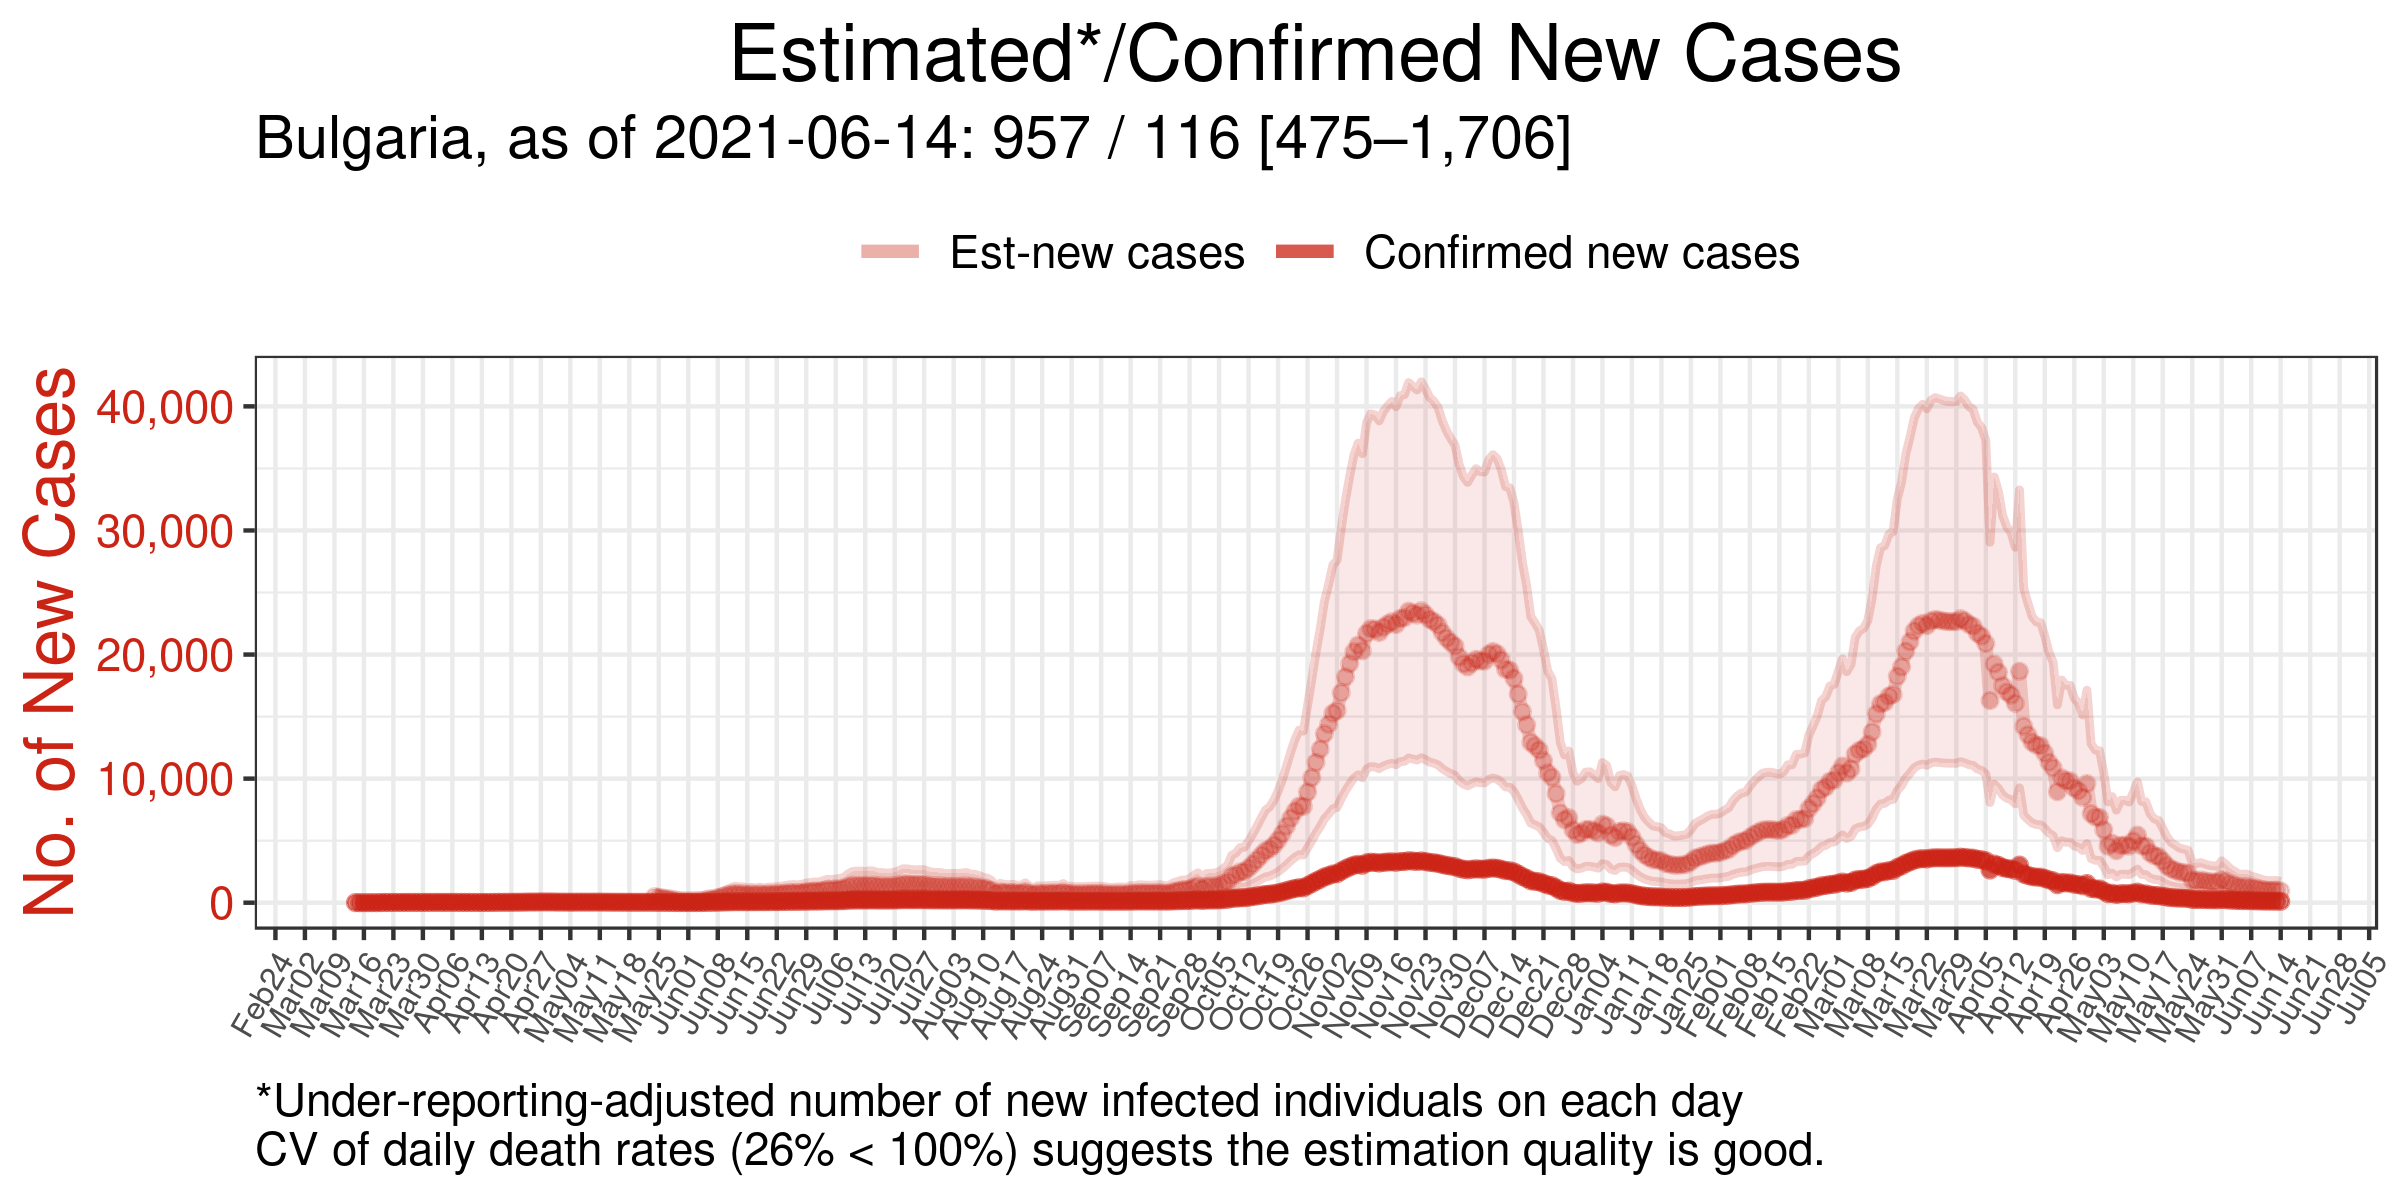 Estimated*/Confirmed New Cases
Bulgaria, as of 2021-06-14: 957 / 116 [475–1,706]
Est-new cases Confirmed new cases
No. of New Cases
40,000
30,000
20,000
10,000
0
Feb24 Mar02 Mar09 Mar16 Mar23 Mar30 Apr06 Apr13 Apr20 Apr27 May04 May11 May18 May25 Jun01 Jun08 Jun15 Jun22 Jun29 Jul06 Jul13 Jul20 Jul27 Aug03 Aug10 Aug17 Aug24 Aug31 Sep07 Sep14 Sep21 Sep28 Oct05 Oct12 Oct19 Oct26 Nov02 Nov09 Nov16 Nov23 Nov30 Dec07 Dec14 Dec21 Dec28 Jan04 Jan11 Jan18 Jan25 Feb01 Feb08 Feb15 Feb22 Mar01 Mar08 Mar15 Mar22 Mar29 Apr05 Apr12 Apr19 Apr26 May03 May10 May17 May24 May31 Jun07 Jun14 Jun21 Jun28 Jul05
*Under-reporting-adjusted number of new infected individuals on each day
CV of daily death rates (26% < 100%) suggests the estimation quality is good.